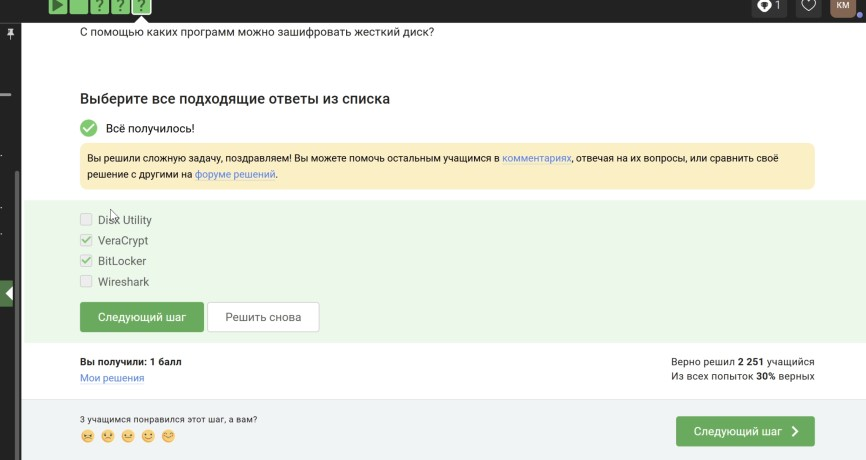 ? ? ?
1
КМ
С помощью каких программ можно зашифровать жесткий диск?
Выберите все подходящие ответы из списка
Всё получилось!
Вы решили сложную задачу, поздравляем! Вы можете помочь остальным учащимся в комментариях, отвечая на их вопросы, или сравнить своё
решение с другими на форуме решений.
Disk Utility
VeraCrypt
BitLocker
Wireshark
Следующий шаг
Решить снова
Вы получили: 1 балл
Мои решения
Верно решил 2 251 учащийся
Из всех попыток 30% верных
3 учащимся понравился этот шаг, а вам?
Следующий шаг